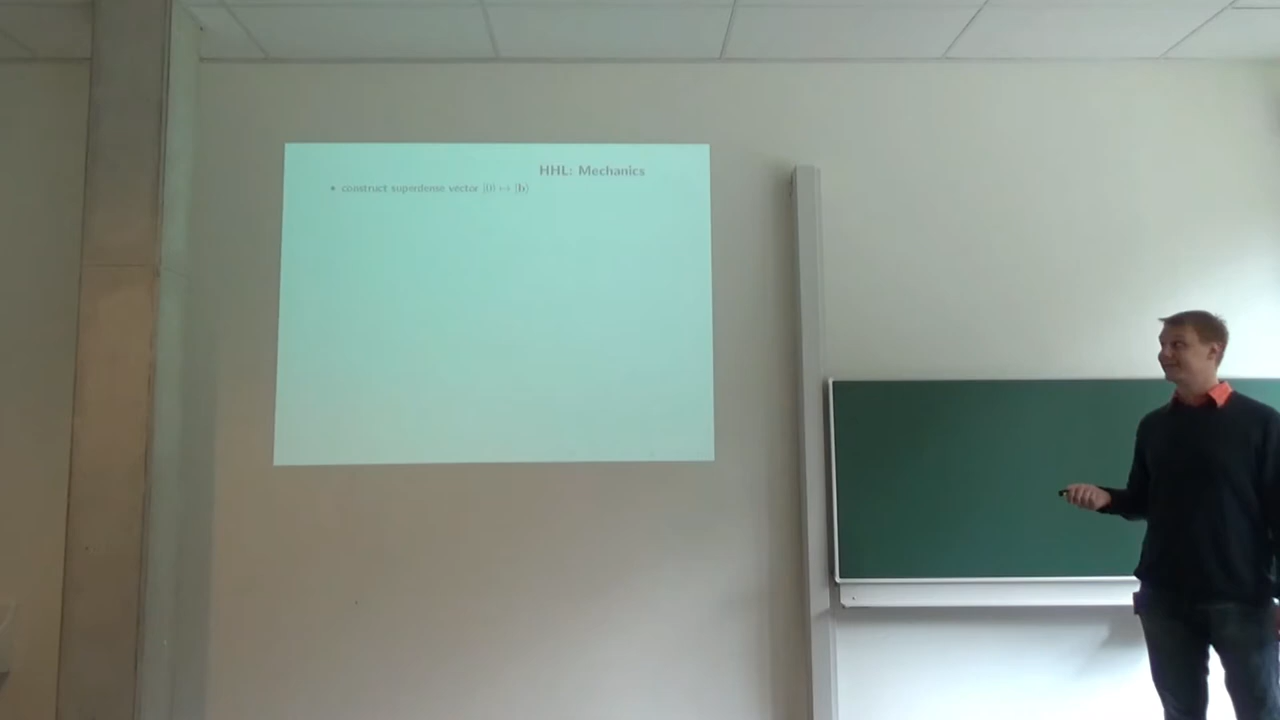 HHL: Mechanics
• construct superdense vector |0⟩ ↦ |b⟩